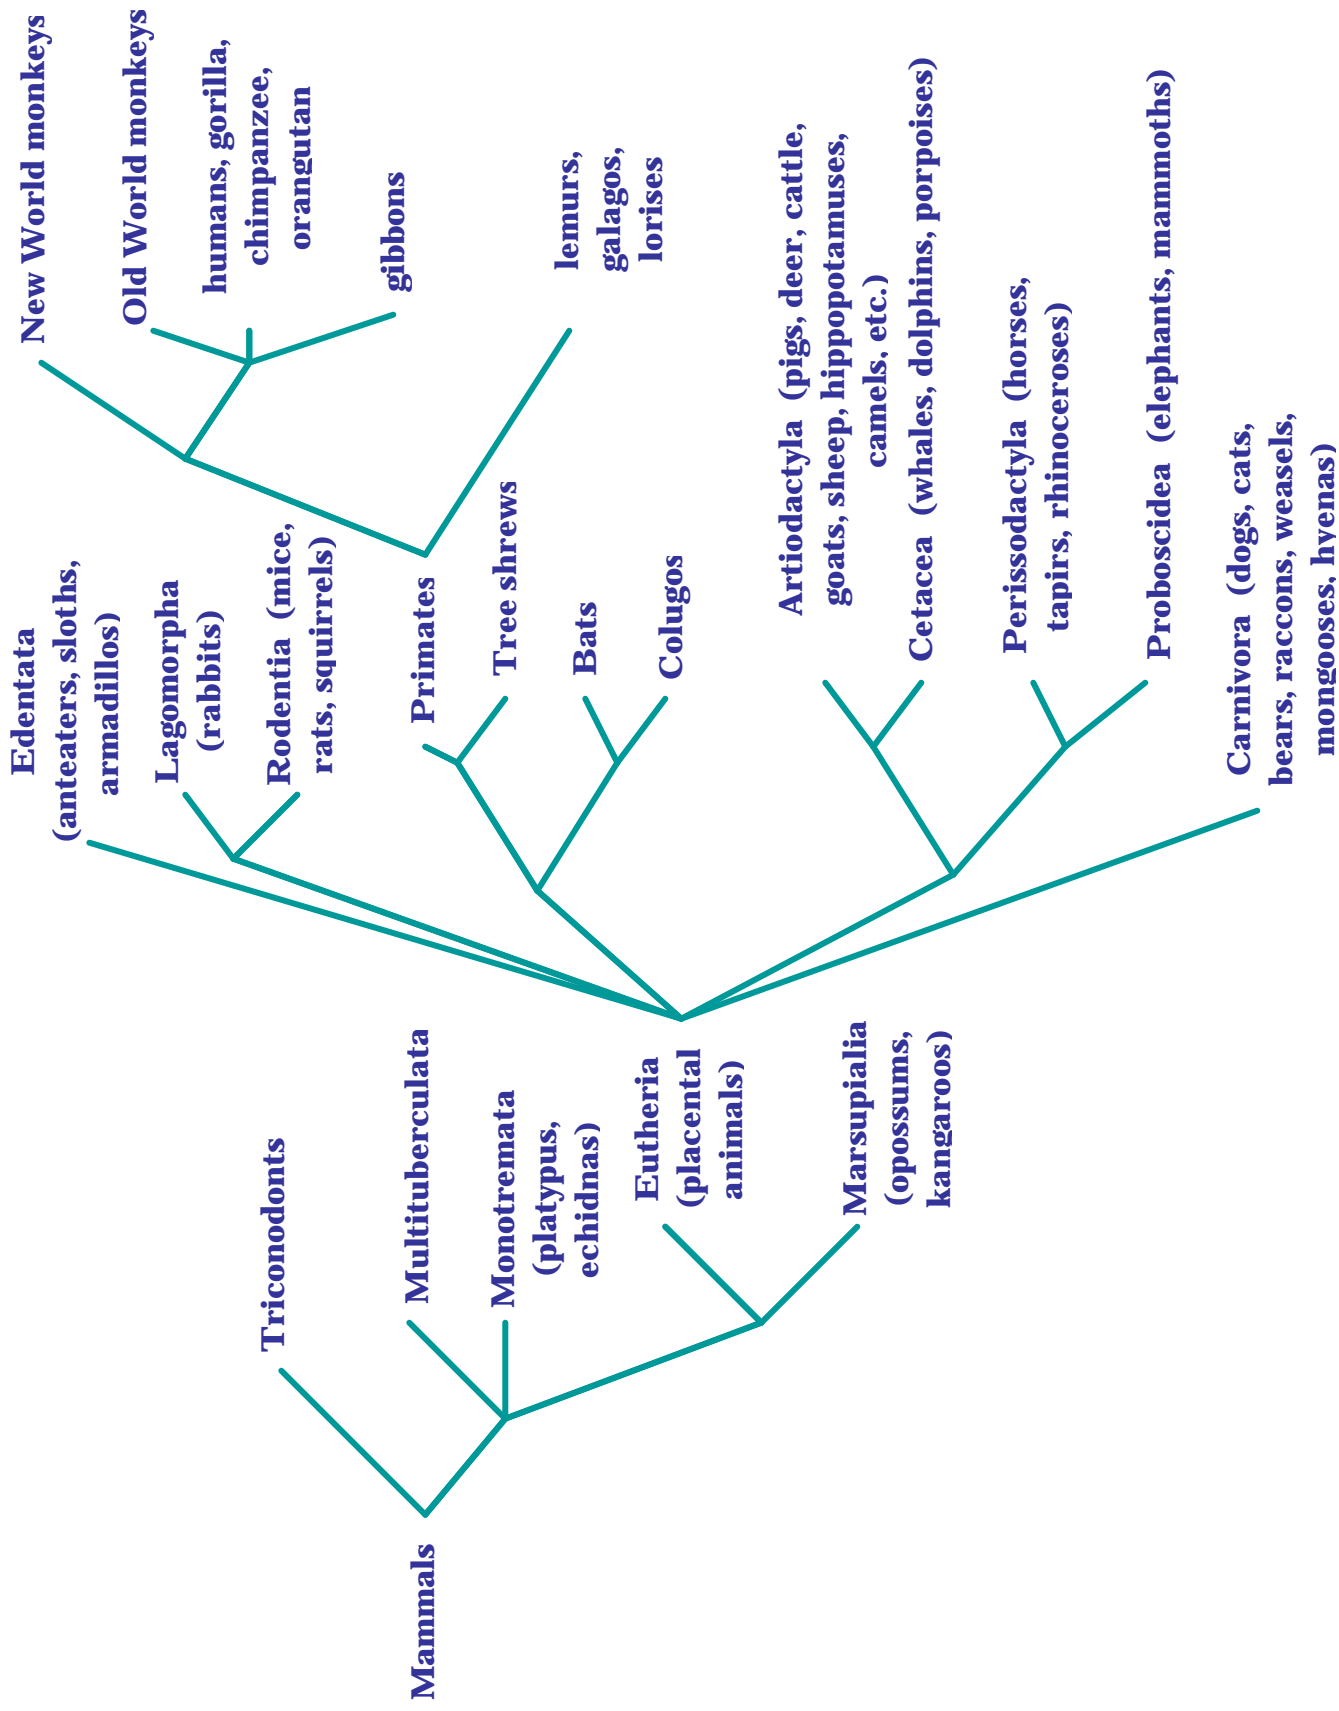 New World monkeys
Old World monkeys
humans, gorilla,
chimpanzee,
orangutan
gibbons
lemurs,
galagos,
lorises
Edentata
(anteaters, sloths,
armadillos)
Lagomorpha
(rabbits)
Rodentia (mice,
rats, squirrels)
Primates
Tree shrews
Bats
Colugos
Artiodactyla (pigs, deer, cattle,
goats, sheep, hippopotamuses,
camels, etc.)
Cetacea (whales, dolphins, porpoises)
Perissodactyla (horses,
tapirs, rhinoceroses)
Proboscidea (elephants, mammoths)
Carnivora (dogs, cats,
bears, raccons, weasels,
mongooses, hyenas)
Triconodonts
Multituberculata
Monotremata
(platypus,
echidnas)
Eutheria
(placental
animals)
Marsupialia
(opossums,
kangaroos)
Mammals